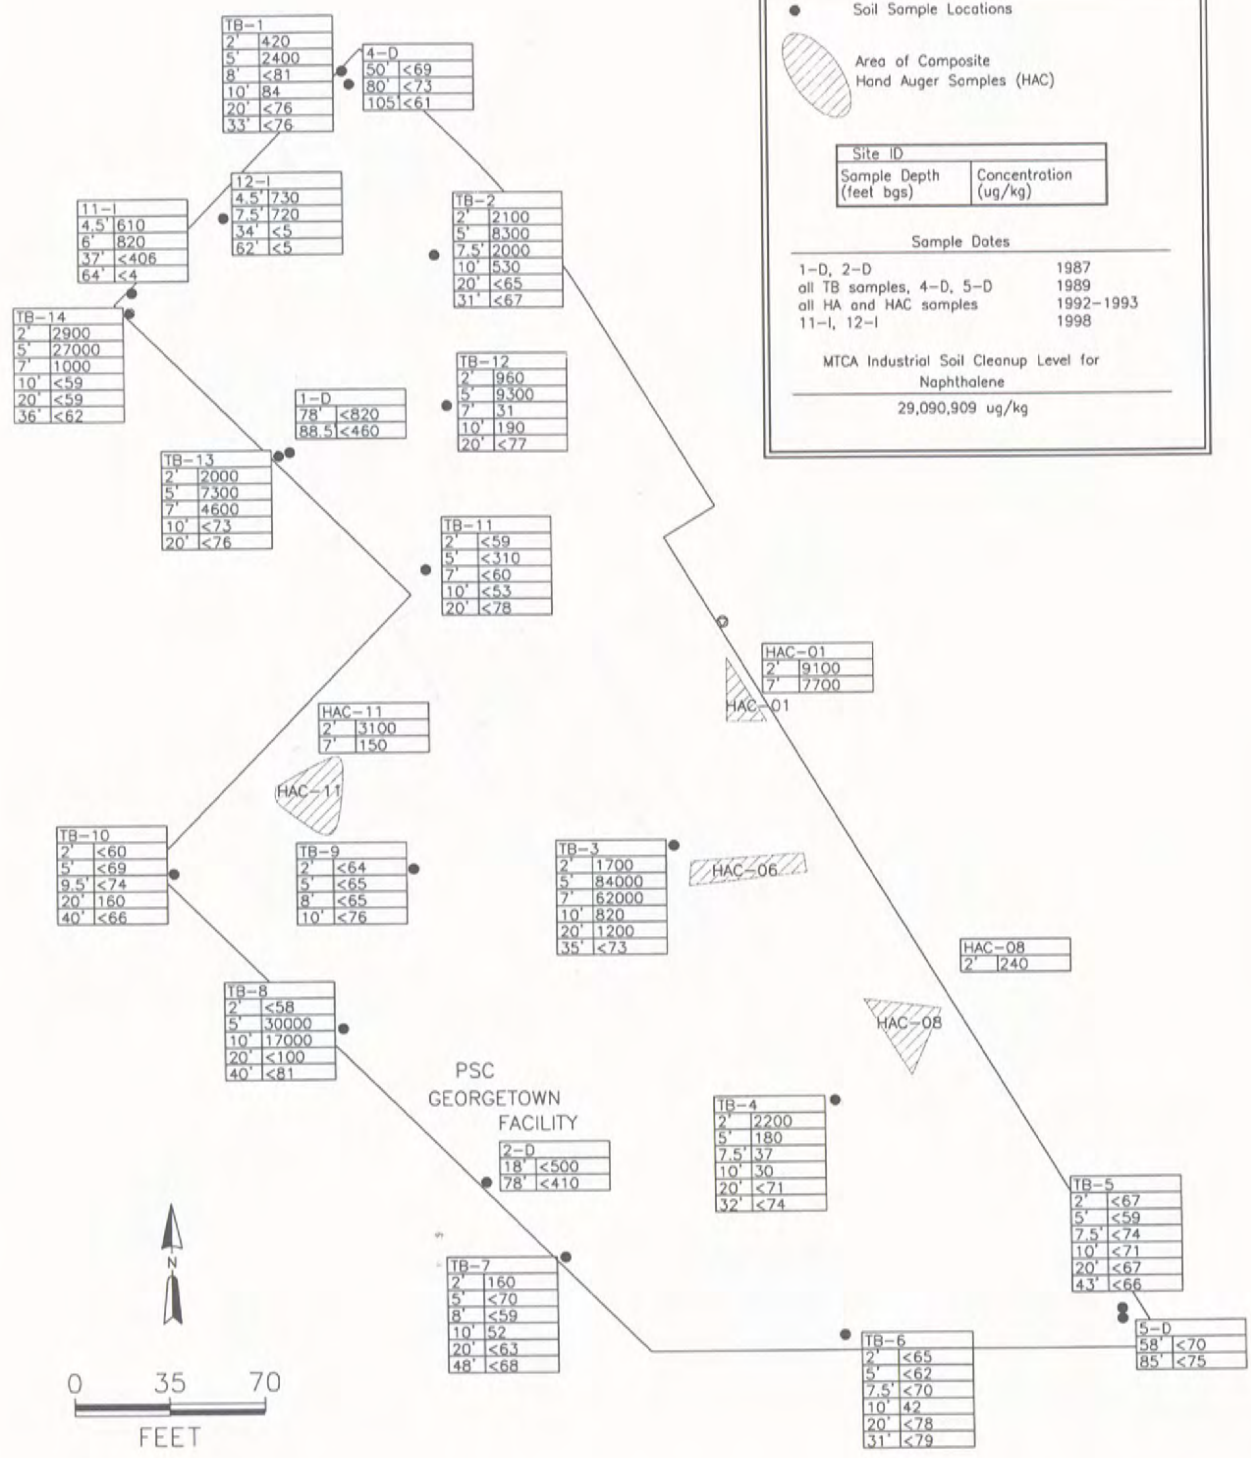 Soil Sample Locations
Area of Composite
Hand Auger Samples (HAC)
Site ID
Sample Depth
(feet bgs)
Concentration
(ug/kg)
Sample Dates
1-D, 2-D 1987
all TB samples, 4-D, 5-D 1989
all HA and HAC samples 1992-1993
11-I, 12-I 1998
MTCA Industrial Soil Cleanup Level for
Naphthalene
29,090,909 ug/kg
TB-1
2' 420
5' 2400
8' <81
10' 84
20' <76
33' <76
4-D
50' <69
80' <73
105' <61
12-I
4.5' 730
7.5' 720
34' <5
62' <5
11-I
4.5' 610
6' 820
37' <406
64' <4
TB-2
2' 2100
5' 8300
7.5' 2000
10' 530
20' <65
31' <67
TB-14
2' 2900
5' 27000
7' 1000
10' <59
20' <59
36' <62
TB-12
2' 960
5' 9300
7' 31
10' 190
20' <77
1-D
78' <820
88.5' <460
TB-13
2' 2000
5' 7300
7' 4600
10' <73
20' <76
TB-11
2' <59
5' <310
7' <60
10' <53
20' <78
HAC-01
2' 9100
7' 7700
HAC-01
HAC-11
2' 3100
7' 150
HAC-11
TB-10
2' <60
5' <69
9.5' <74
20' 160
40' <66
TB-9
2' <64
5' <65
8' <65
10' <76
TB-3
2' 1700
5' 84000
7' 62000
10' 820
20' 1200
35' <73
HAC-06
HAC-08
2' 240
HAC-08
TB-8
2' <58
5' 30000
10' 17000
20' <100
40' <81
PSC
GEORGETOWN
FACILITY
2-D
18' <500
78' <410
TB-4
2' 2200
5' 180
7.5' 37
10' 30
20' <71
32' <74
TB-5
2' <67
5' <59
7.5' <74
10' <71
20' <67
43' <66
TB-7
2' 160
5' <70
8' <59
10' 52
20' <63
48' <68
5-D
58' <70
85' <75
TB-6
2' <65
5' <62
7.5' <70
10' 42
20' <78
31' <79
N
0 35 70
FEET